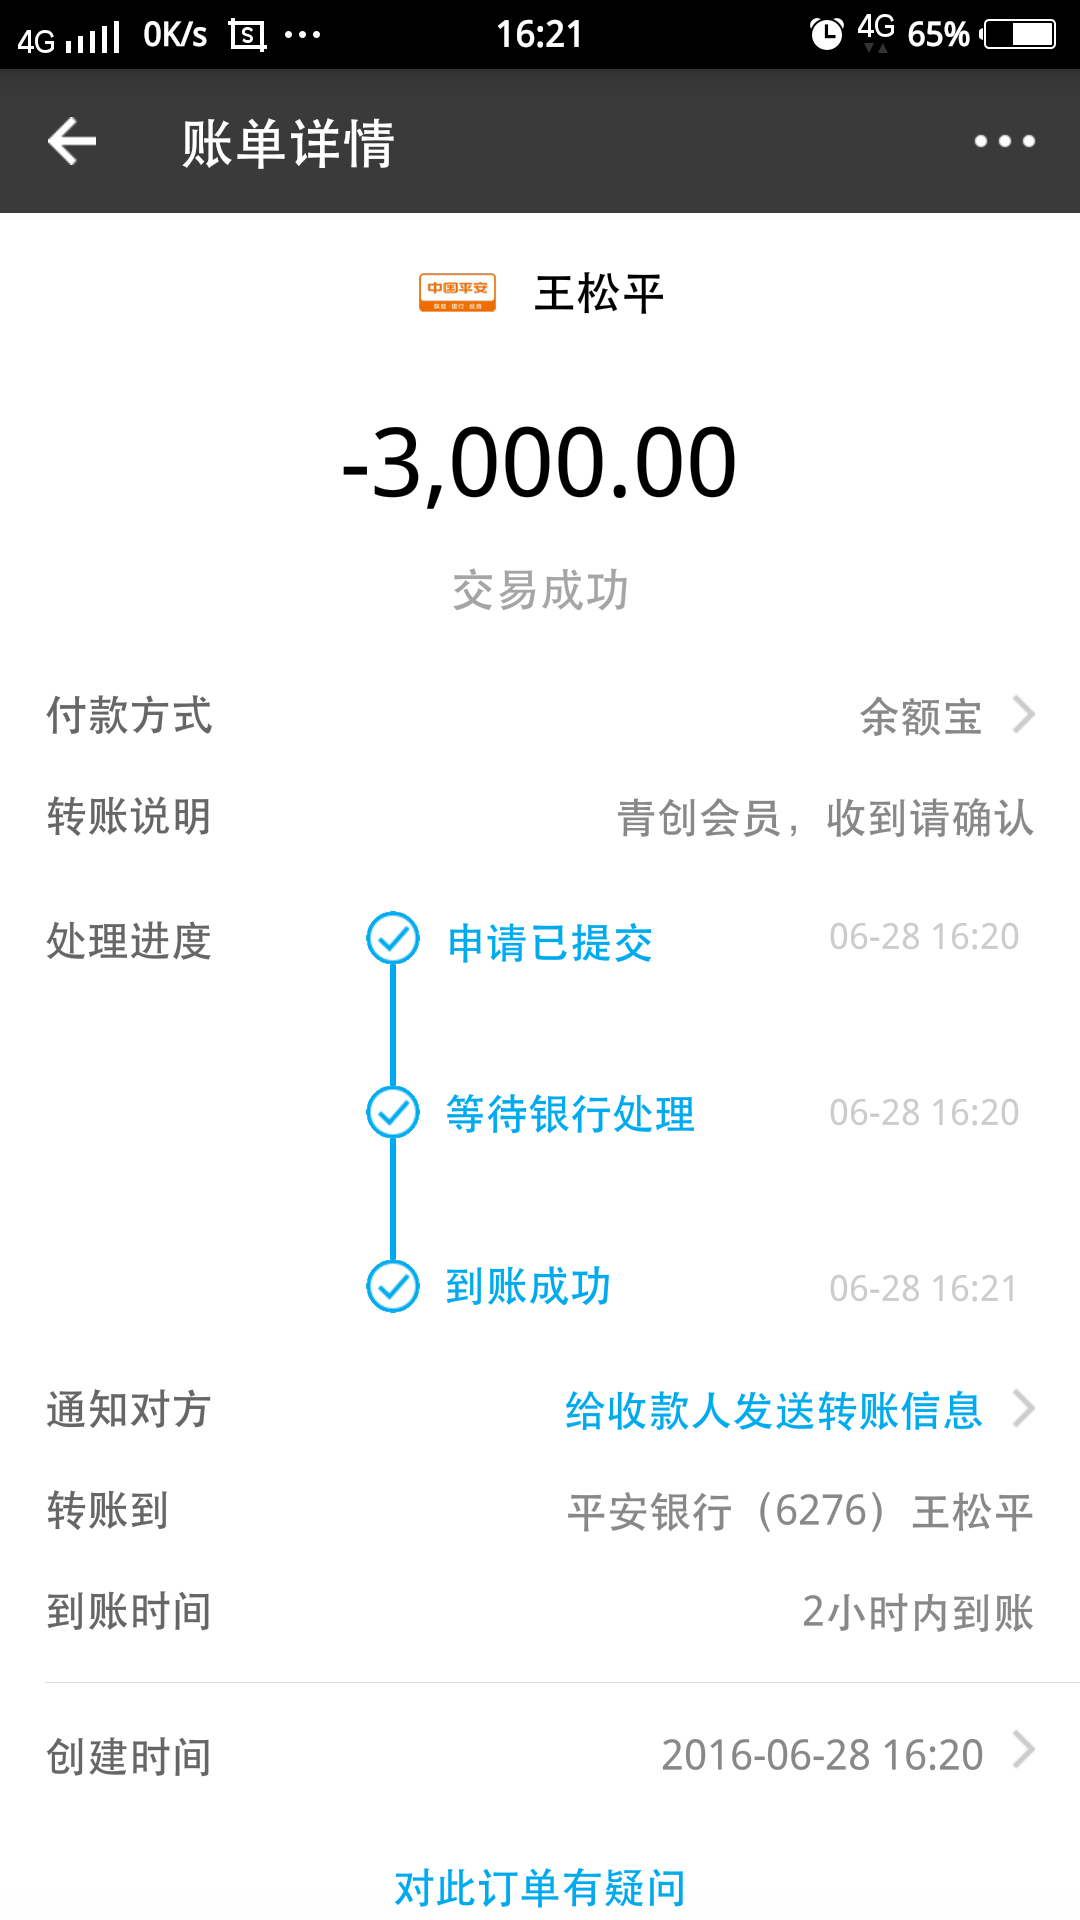 4G 0K/s S ... 16:21 4G 65%
账单详情
中国平安 王松平
保险·银行·投资
-3,000.00
交易成功
付款方式 余额宝
转账说明 青创会员，收到请确认
处理进度 申请已提交 06-28 16:20
等待银行处理 06-28 16:20
到账成功 06-28 16:21
通知对方 给收款人发送转账信息
转账到 平安银行（6276）王松平
到账时间 2小时内到账
创建时间 2016-06-28 16:20
对此订单有疑问